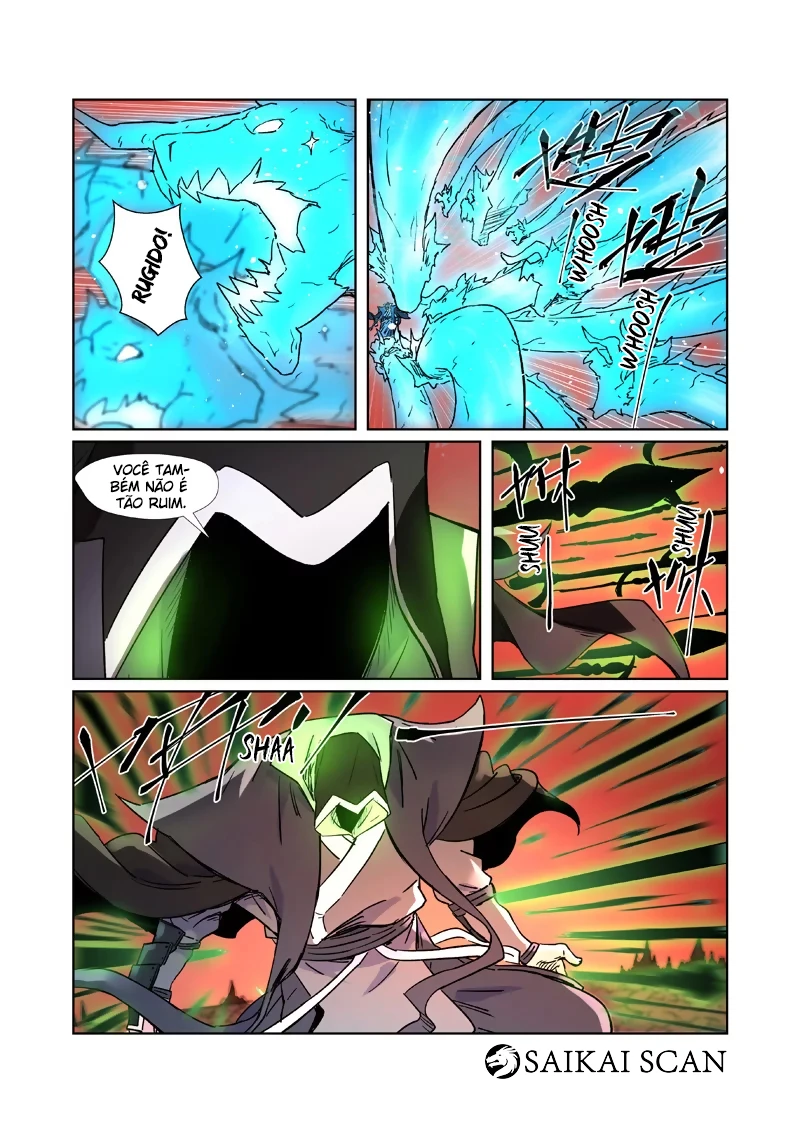 RUGIDO!
WHOOSH
WHOOSH
VOCÊ TAM-
BÉM NÃO É
TÃO RUIM.
SHUU
SHUU
SHAA
SAIKAI SCAN